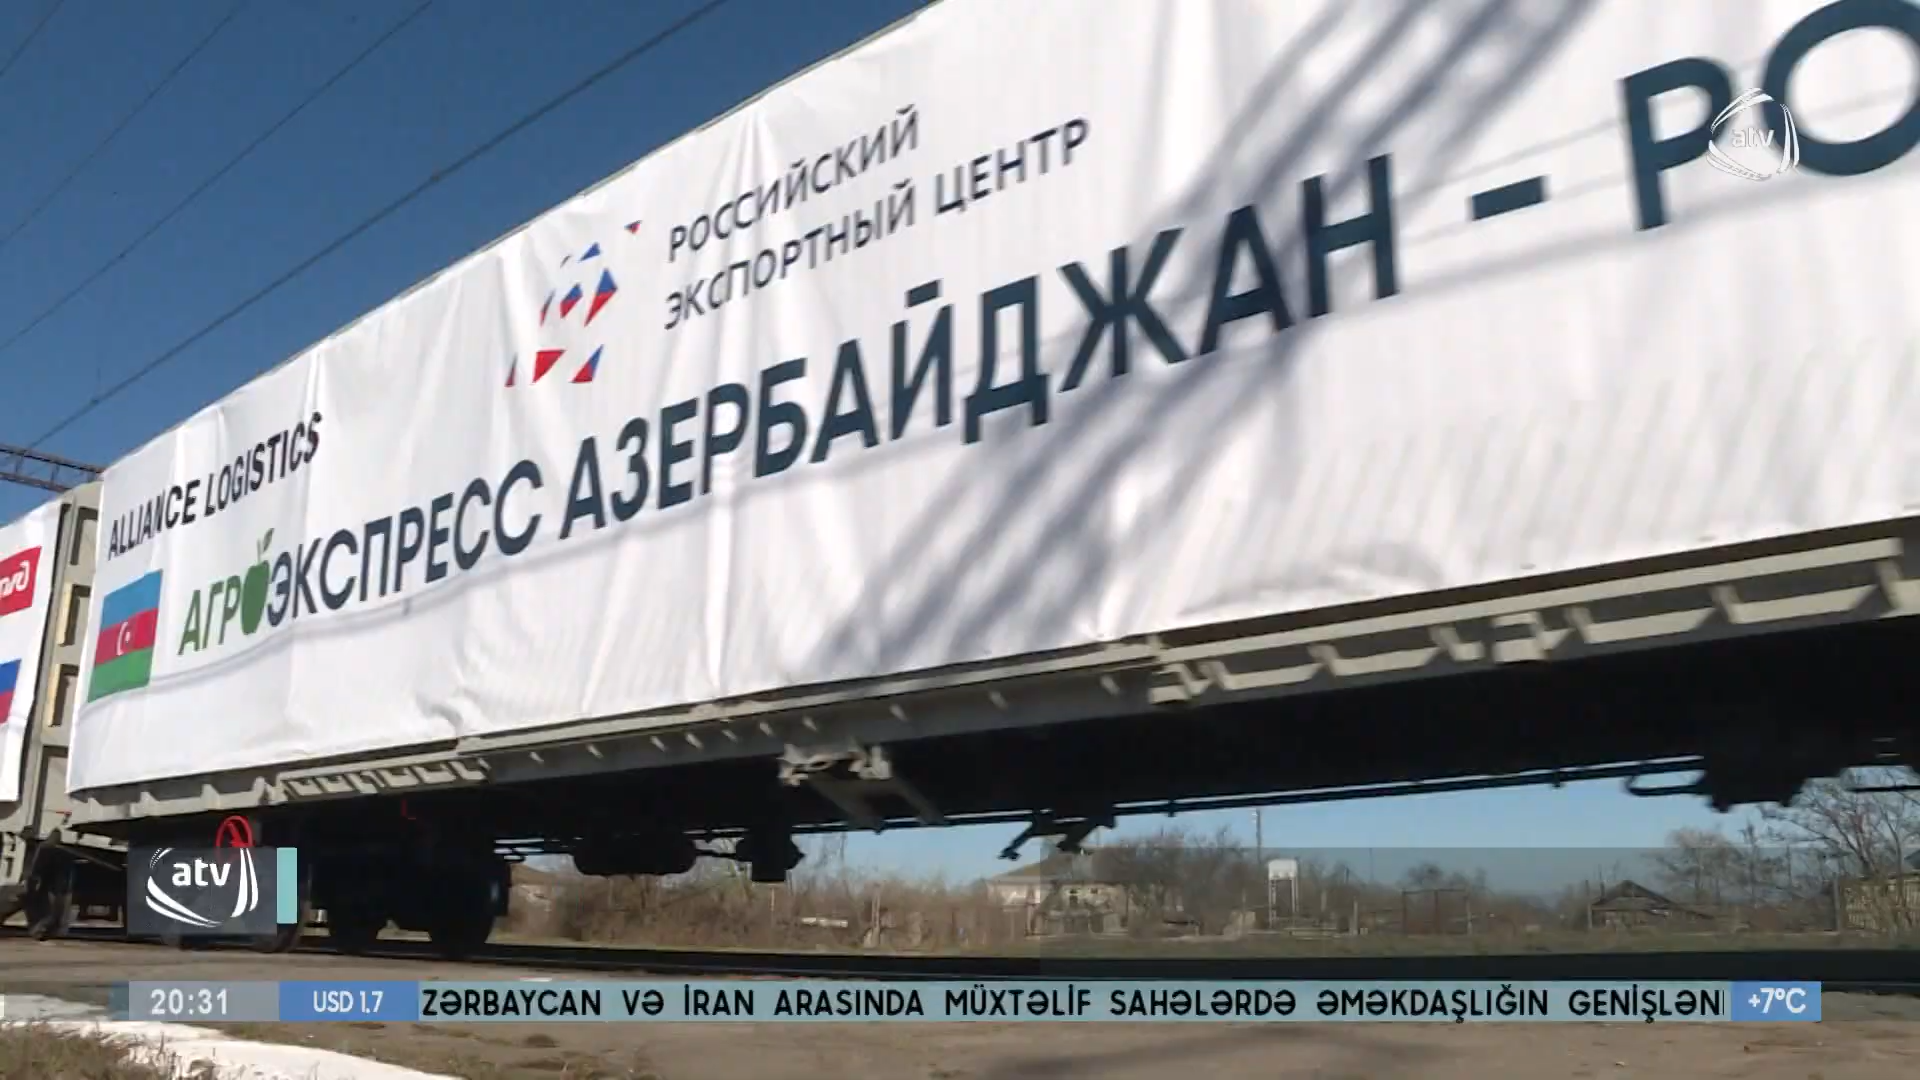 РОССИЙСКИЙ
ЭКСПОРТНЫЙ ЦЕНТР
ALLIANCE LOGISTICS
АГРОЭКСПРЕСС АЗЕРБАЙДЖАН - РО
atv
atv
20:31
USD 1.7
ZƏRBAYCAN VƏ İRAN ARASINDA MÜXTƏLİF SAHƏLƏRDƏ ƏMƏKDAŞLIĞIN GENİŞLƏN
+7°C